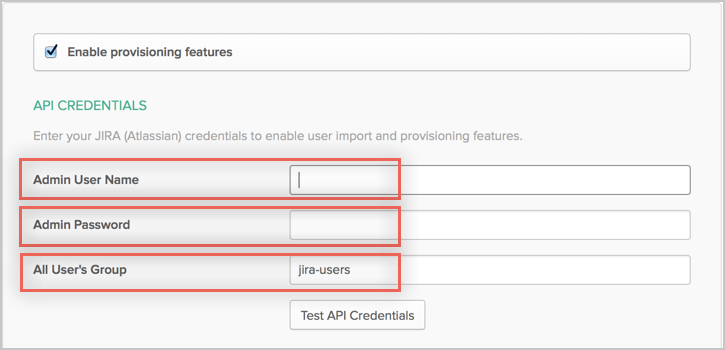 Enable provisioning features
API CREDENTIALS
Enter your JIRA (Atlassian) credentials to enable user import and provisioning features.
Admin User Name
Admin Password
All User's Group jira-users
Test API Credentials